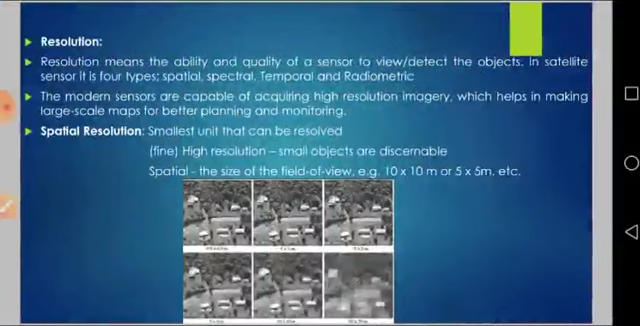 Resolution:
Resolution means the ability and quality of a sensor to view/detect the objects. In satellite
sensor it is four types; spatial, spectral, Temporal and Radiometric
The modern sensors are capable of acquiring high resolution imagery, which helps in making
large-scale maps for better planning and monitoring.
Spatial Resolution: Smallest unit that can be resolved
(fine) High resolution – small objects are discernable
Spatial - the size of the field-of-view, e.g. 10 x 10 m or 5 x 5m, etc.